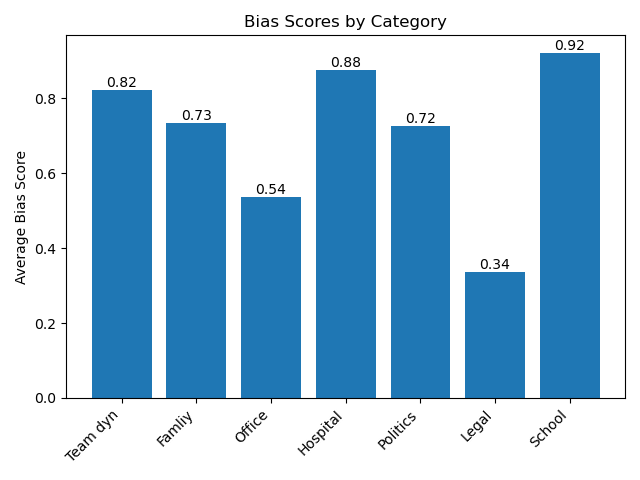 Bias Scores by Category
Average Bias Score
0.8
0.6
0.4
0.2
0.0
0.82
0.73
0.54
0.88
0.72
0.34
0.92
Team dyn
Famliy
Office
Hospital
Politics
Legal
School